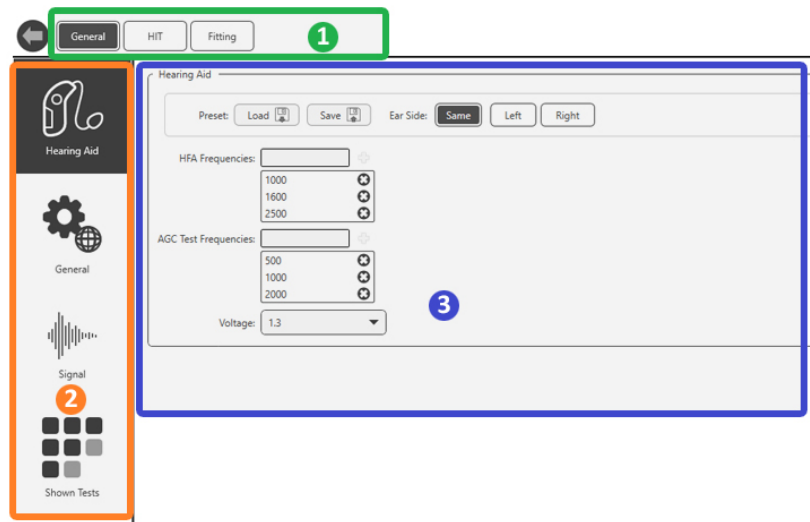 General HIT Fitting 1
Hearing Aid
Preset: Load Save Ear Side: Same Left Right
Hearing Aid
HFA Frequencies:
1000
1600
2500
AGC Test Frequencies:
500
1000
2000
General
3
Voltage: 1.3
Signal
2
Shown Tests